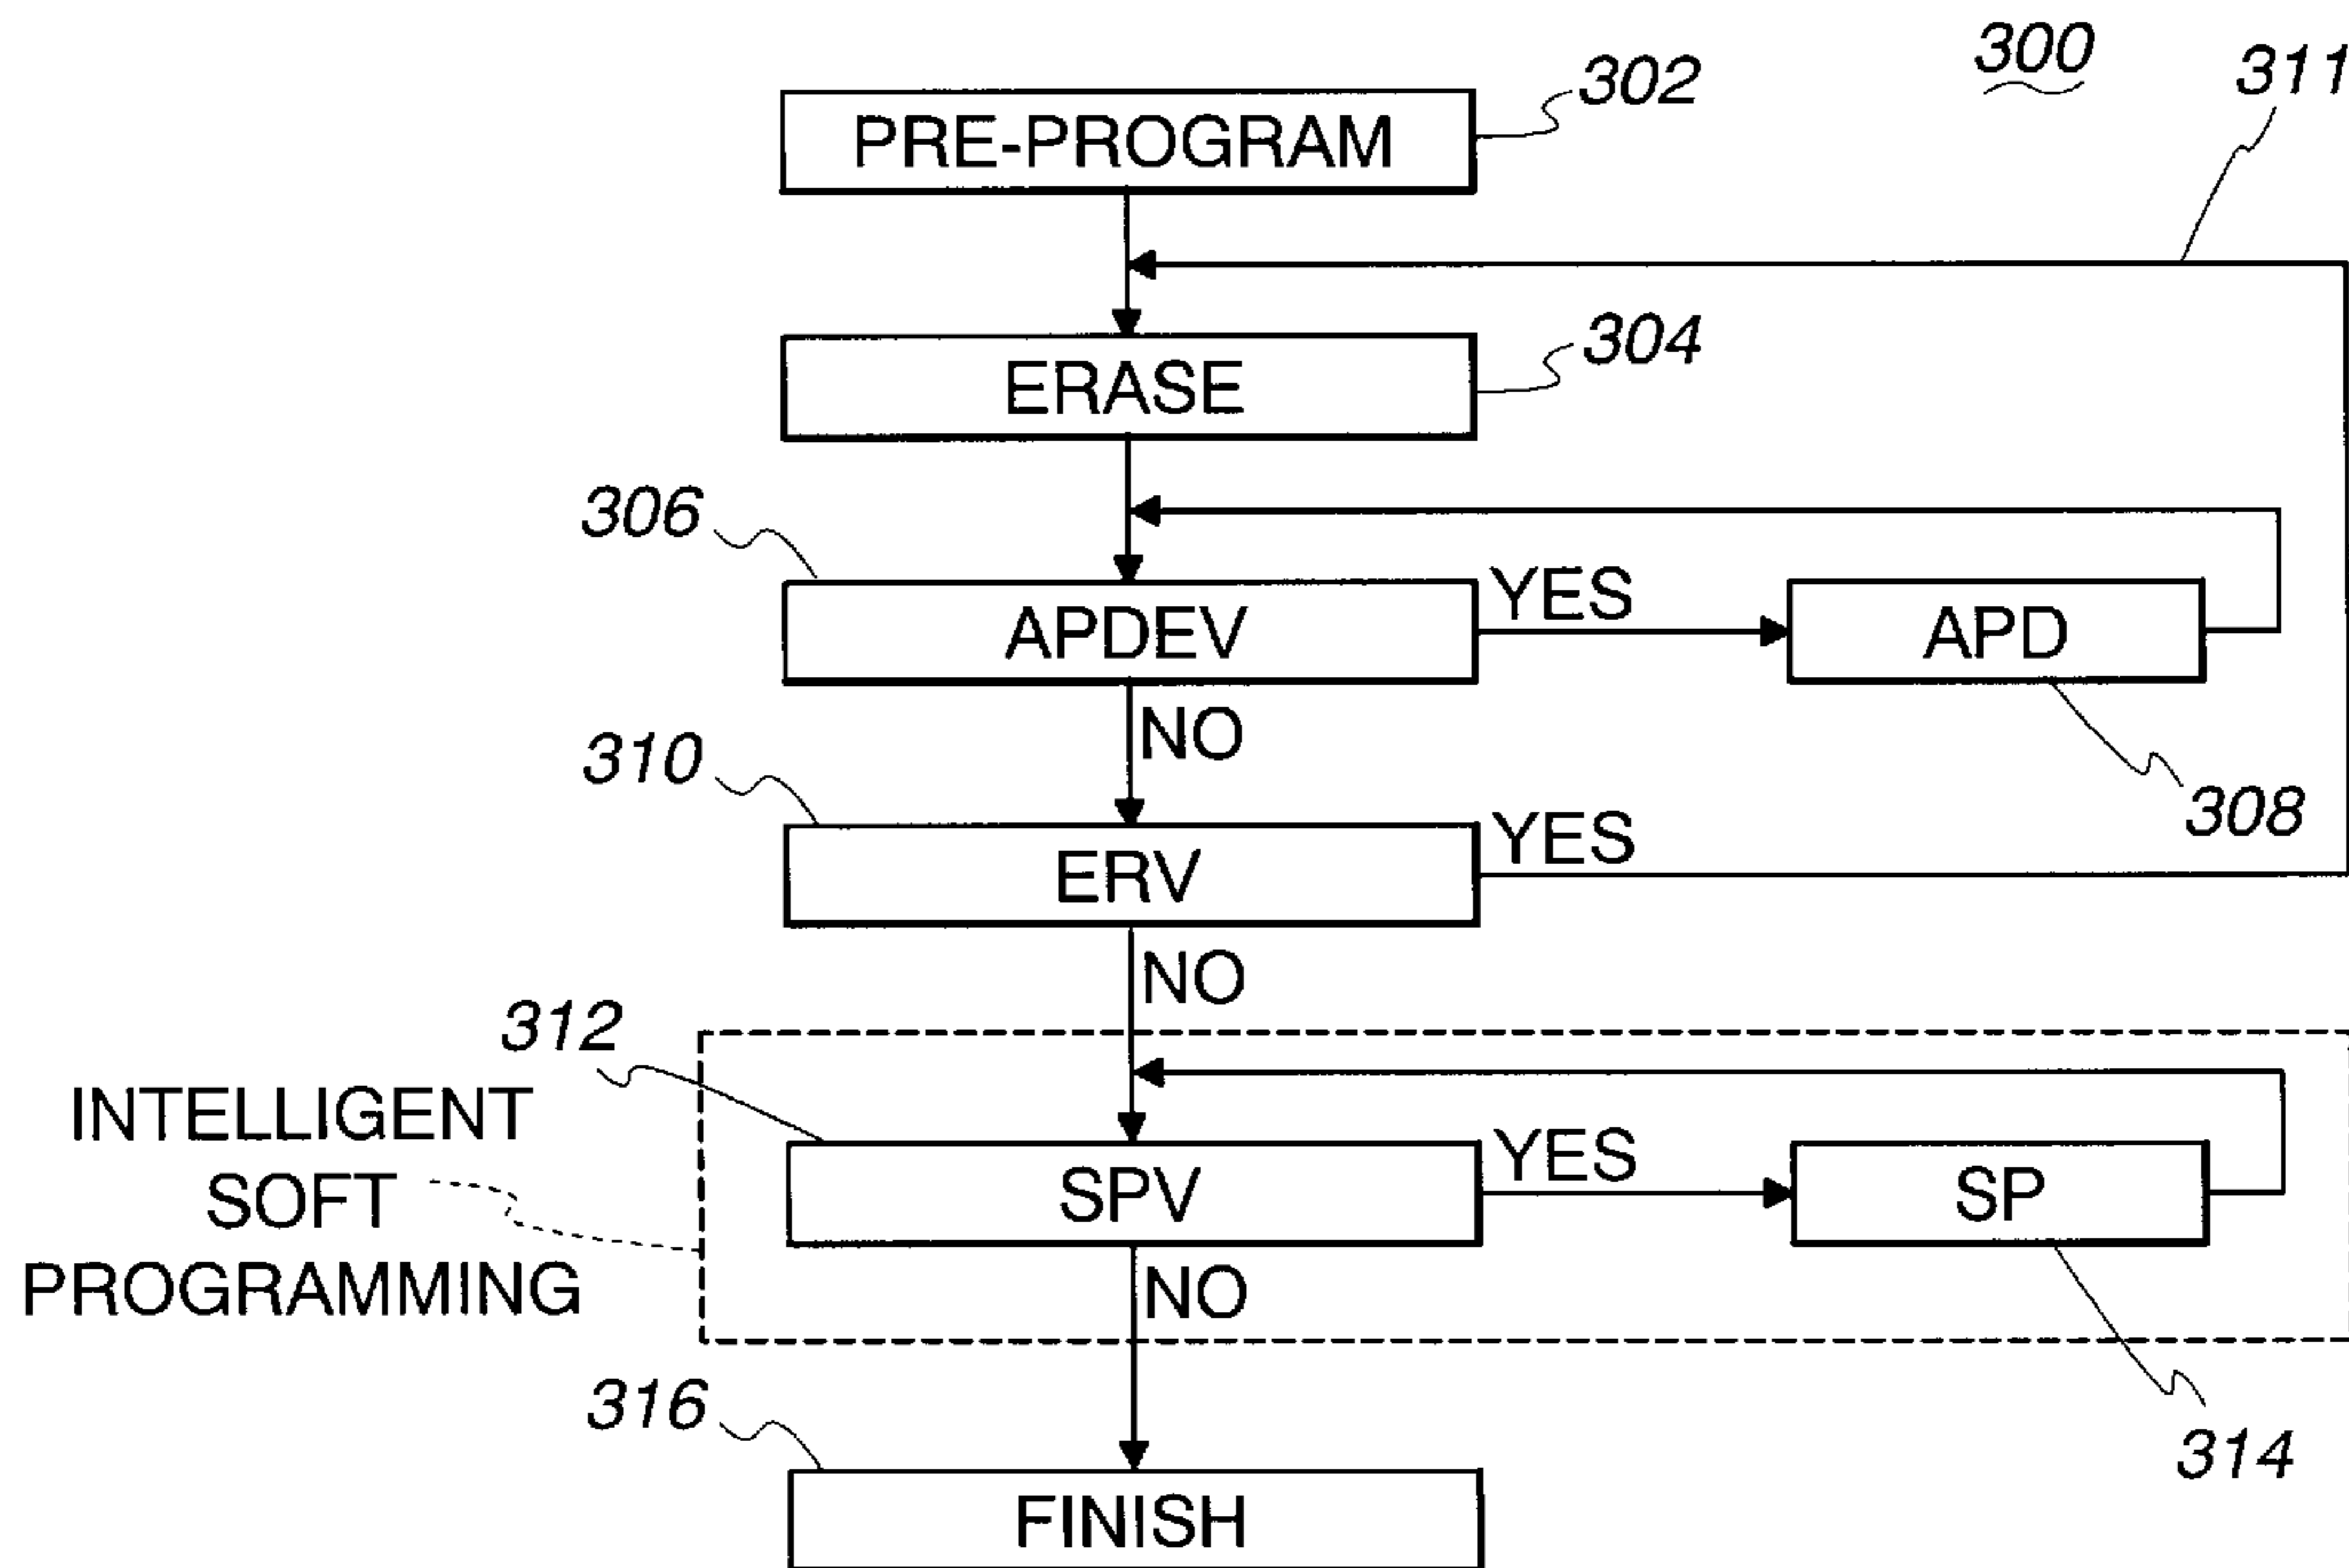 300
311
302
PRE-PROGRAM
304
ERASE
306
APDEV
YES
APD
NO
308
310
ERV
YES
NO
312
INTELLIGENT
SOFT
PROGRAMMING
SPV
YES
SP
NO
314
316
FINISH